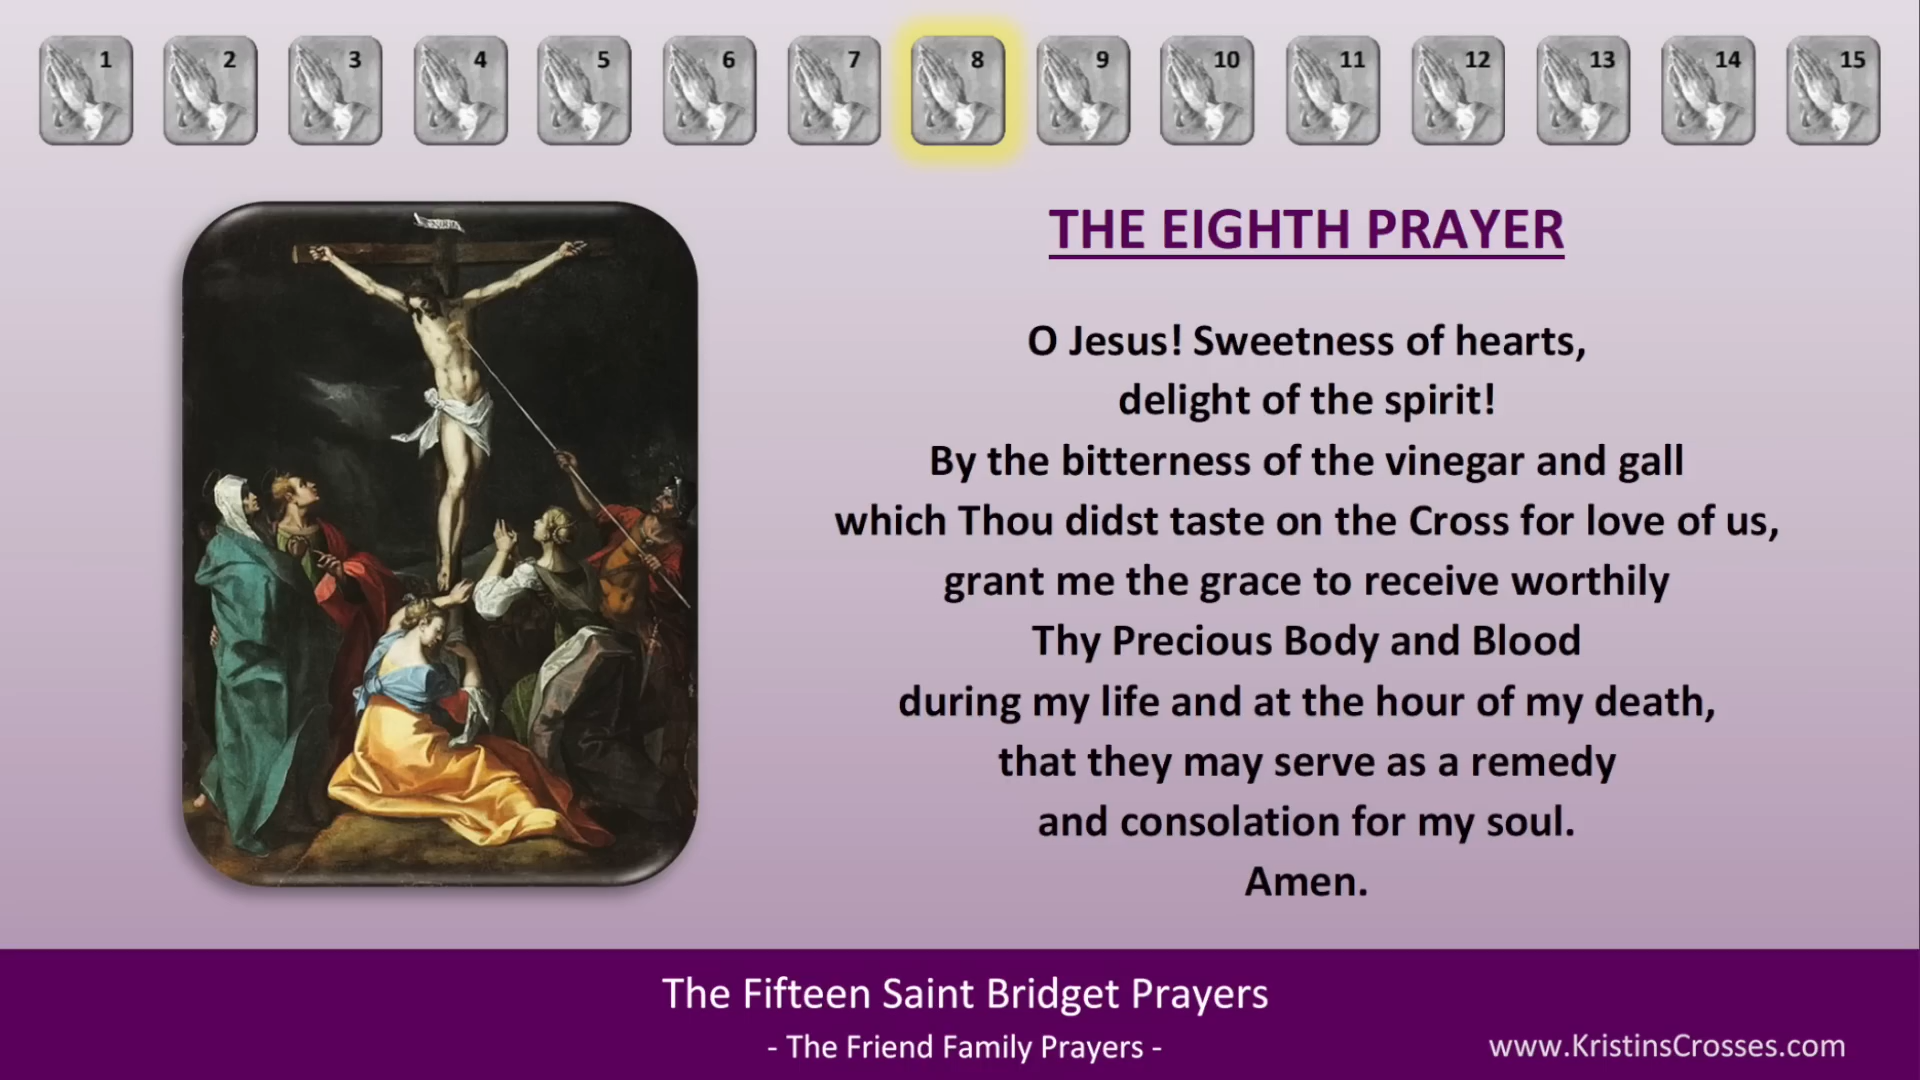 1 2 3 4 5 6 7 8 9 10 11 12 13 14 15
THE EIGHTH PRAYER
O Jesus! Sweetness of hearts,
delight of the spirit!
By the bitterness of the vinegar and gall
which Thou didst taste on the Cross for love of us,
grant me the grace to receive worthily
Thy Precious Body and Blood
during my life and at the hour of my death,
that they may serve as a remedy
and consolation for my soul.
Amen.
The Fifteen Saint Bridget Prayers
- The Friend Family Prayers -
www.KristinsCrosses.com